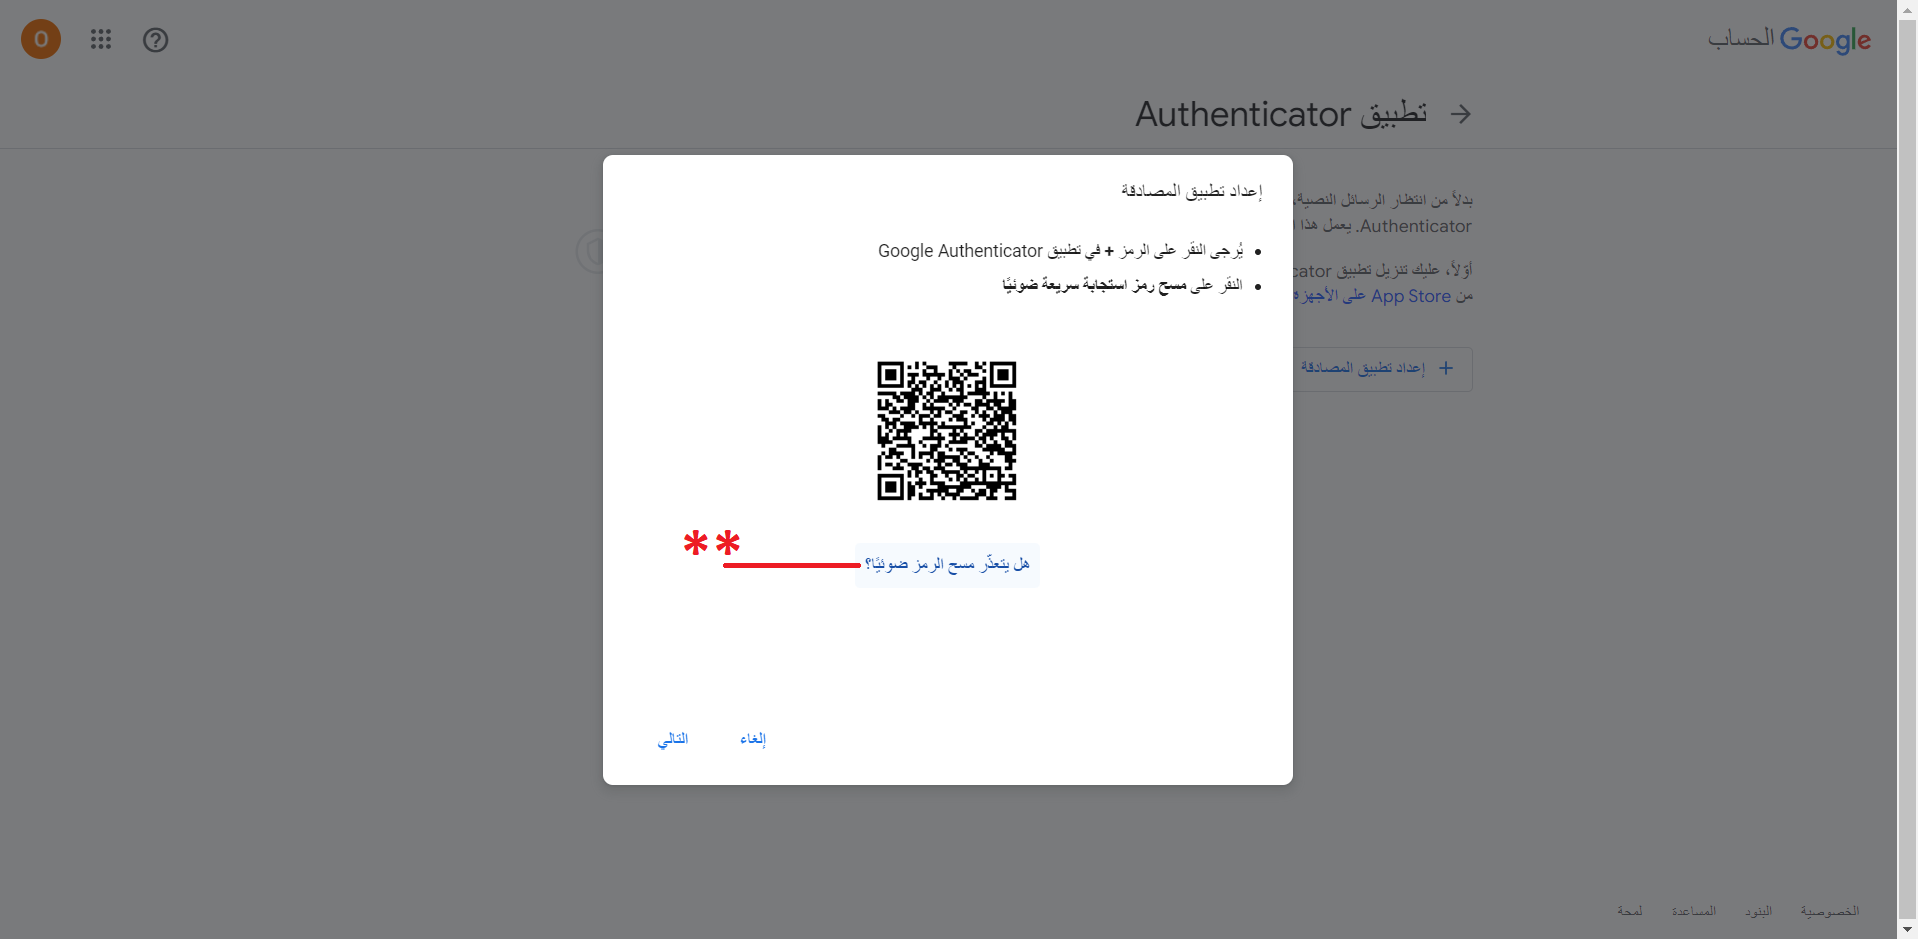 Google الحساب
O
تطبيق Authenticator
إعداد تطبيق المصادقة
يُرجى النقر على الرمز + في تطبيق Google Authenticator
النقر على مسح رمز استجابة سريعة ضوئيًا
هل يتعذّر مسح الرمز ضوئيًا؟
**
إلغاء
التالي
بدلاً من انتظار الرسائل النصية،
Authenticator. يعمل هذا
أوّلاً، عليك تنزيل تطبيق
من App Store على الأجهزة
+ إعداد تطبيق المصادقة
الخصوصية البنود المساعدة لمحة